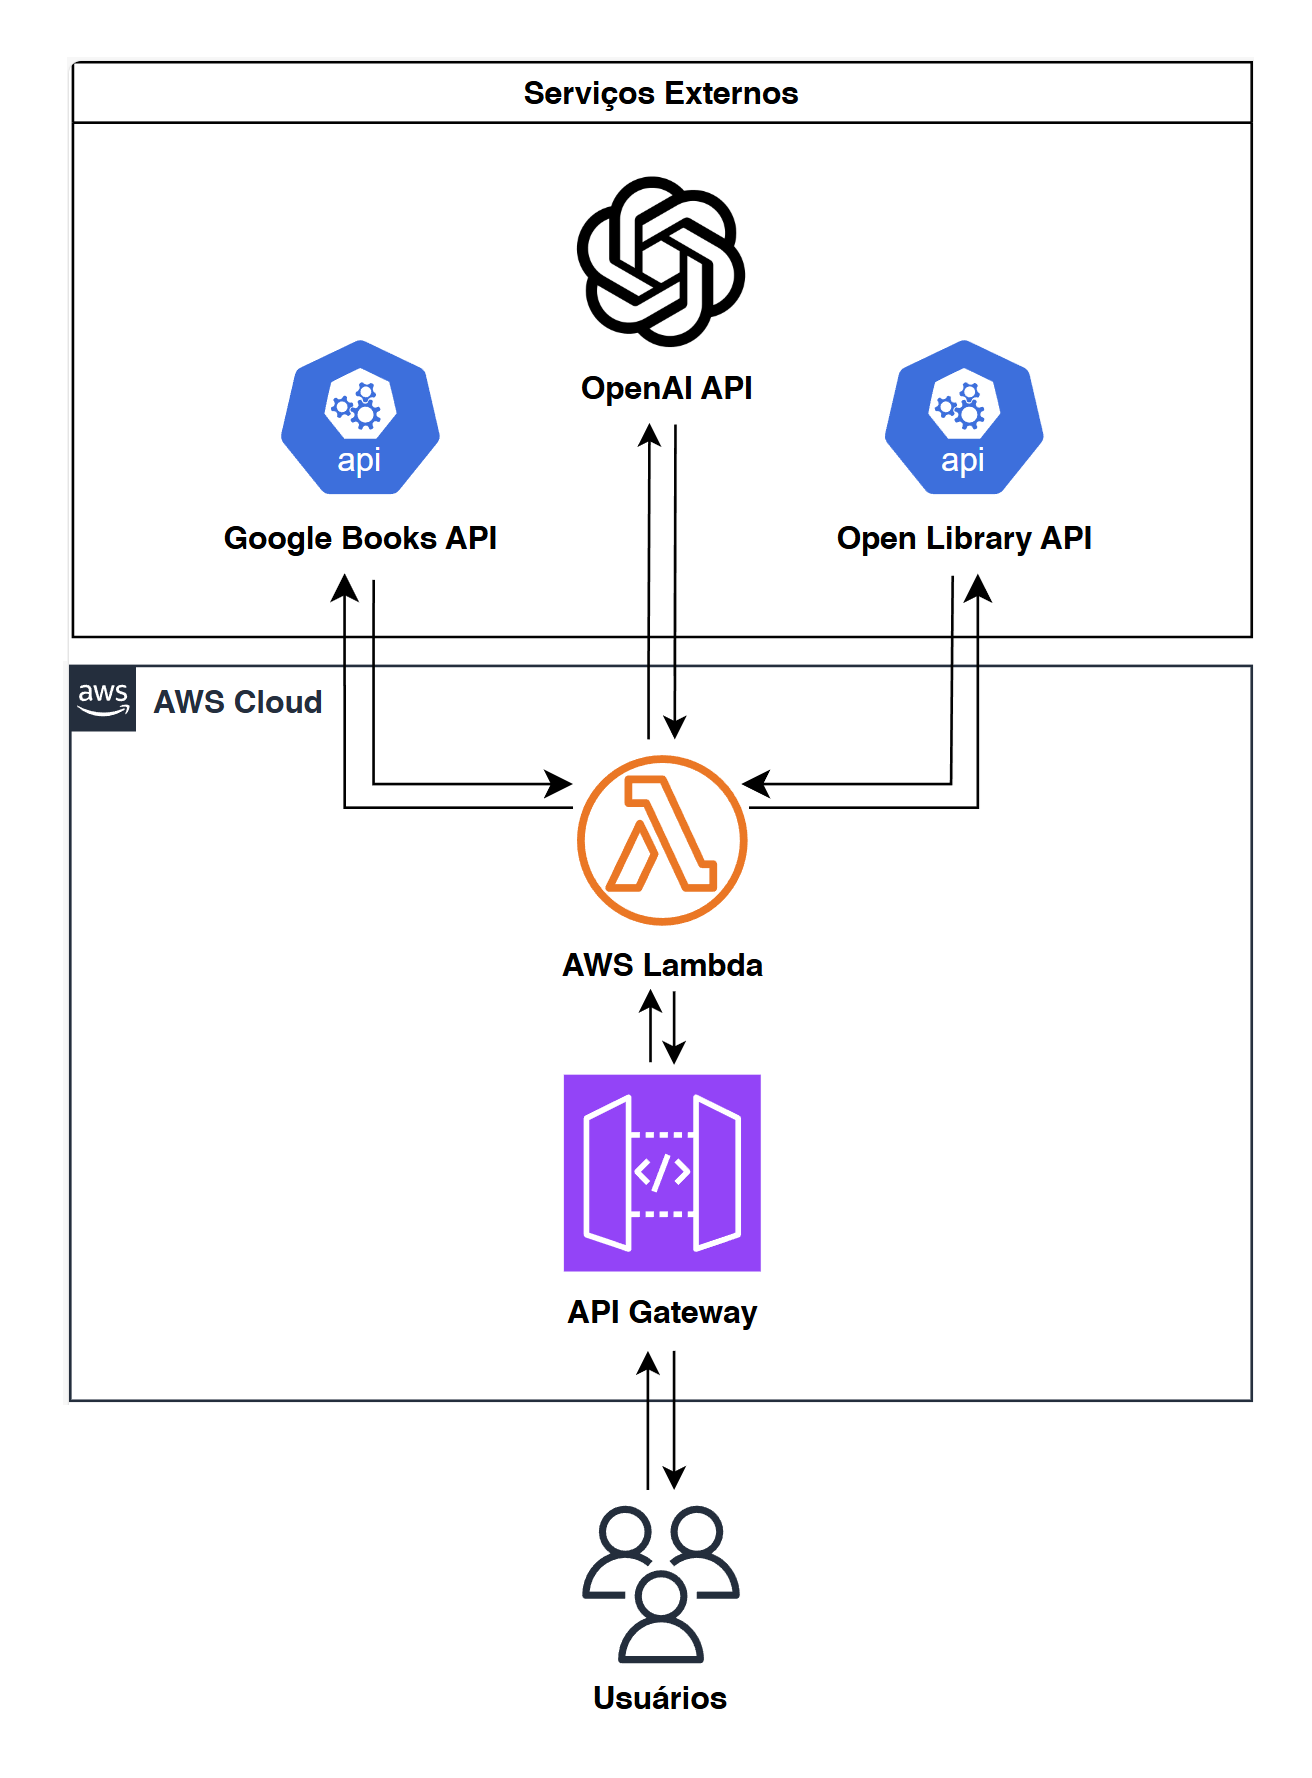 Serviços Externos
OpenAI API
api
api
Google Books API
Open Library API
aws
AWS Cloud
AWS Lambda
</>
API Gateway
Usuários